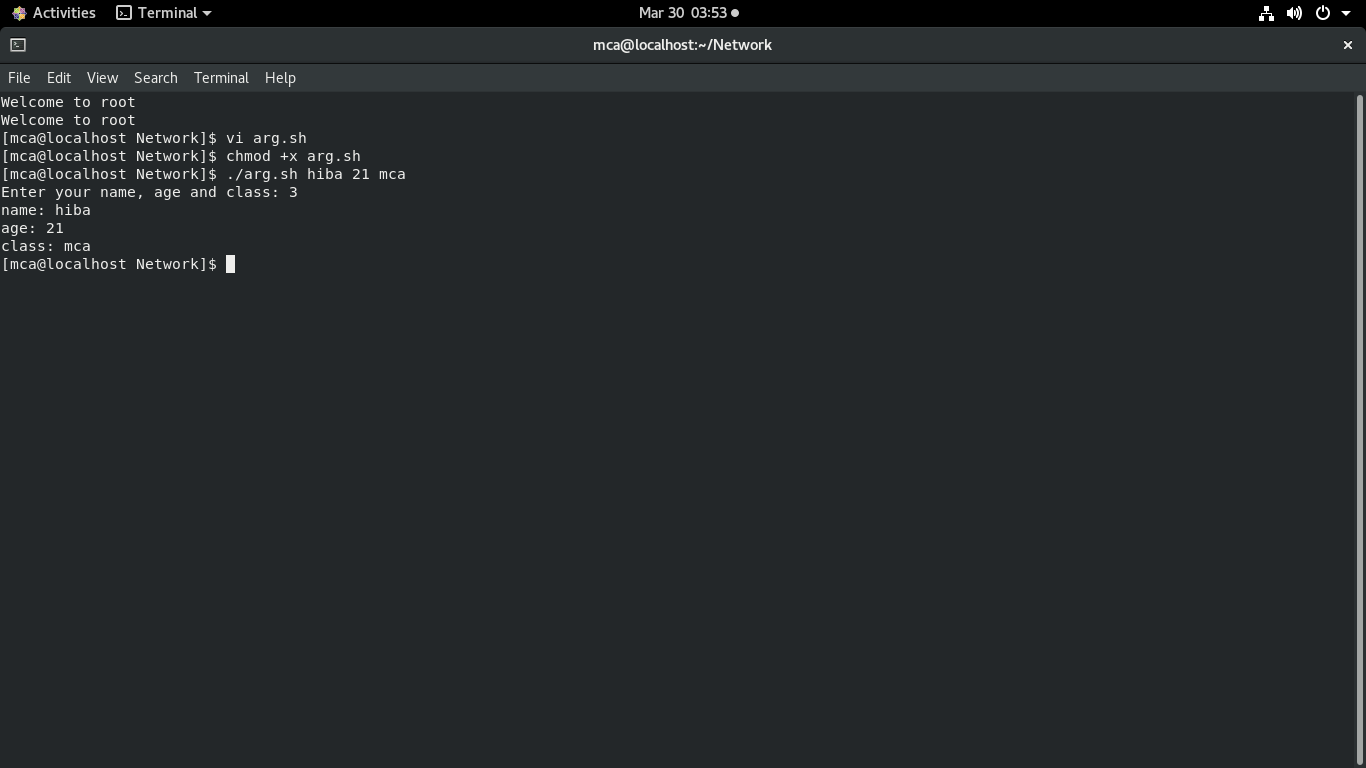 Activities Terminal Mar 30 03:53
mca@localhost:~/Network
File Edit View Search Terminal Help
Welcome to root
Welcome to root
[mca@localhost Network]$ vi arg.sh
[mca@localhost Network]$ chmod +x arg.sh
[mca@localhost Network]$ ./arg.sh hiba 21 mca
Enter your name, age and class: 3
name: hiba
age: 21
class: mca
[mca@localhost Network]$